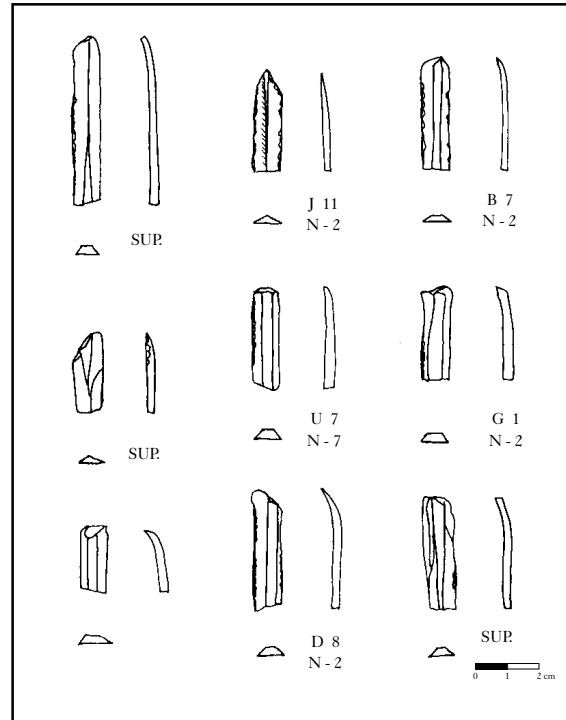 SUP.
J 11
N - 2
B 7
N - 2
SUP.
U 7
N - 7
G 1
N - 2
D 8
N - 2
SUP.
0 1 2 cm